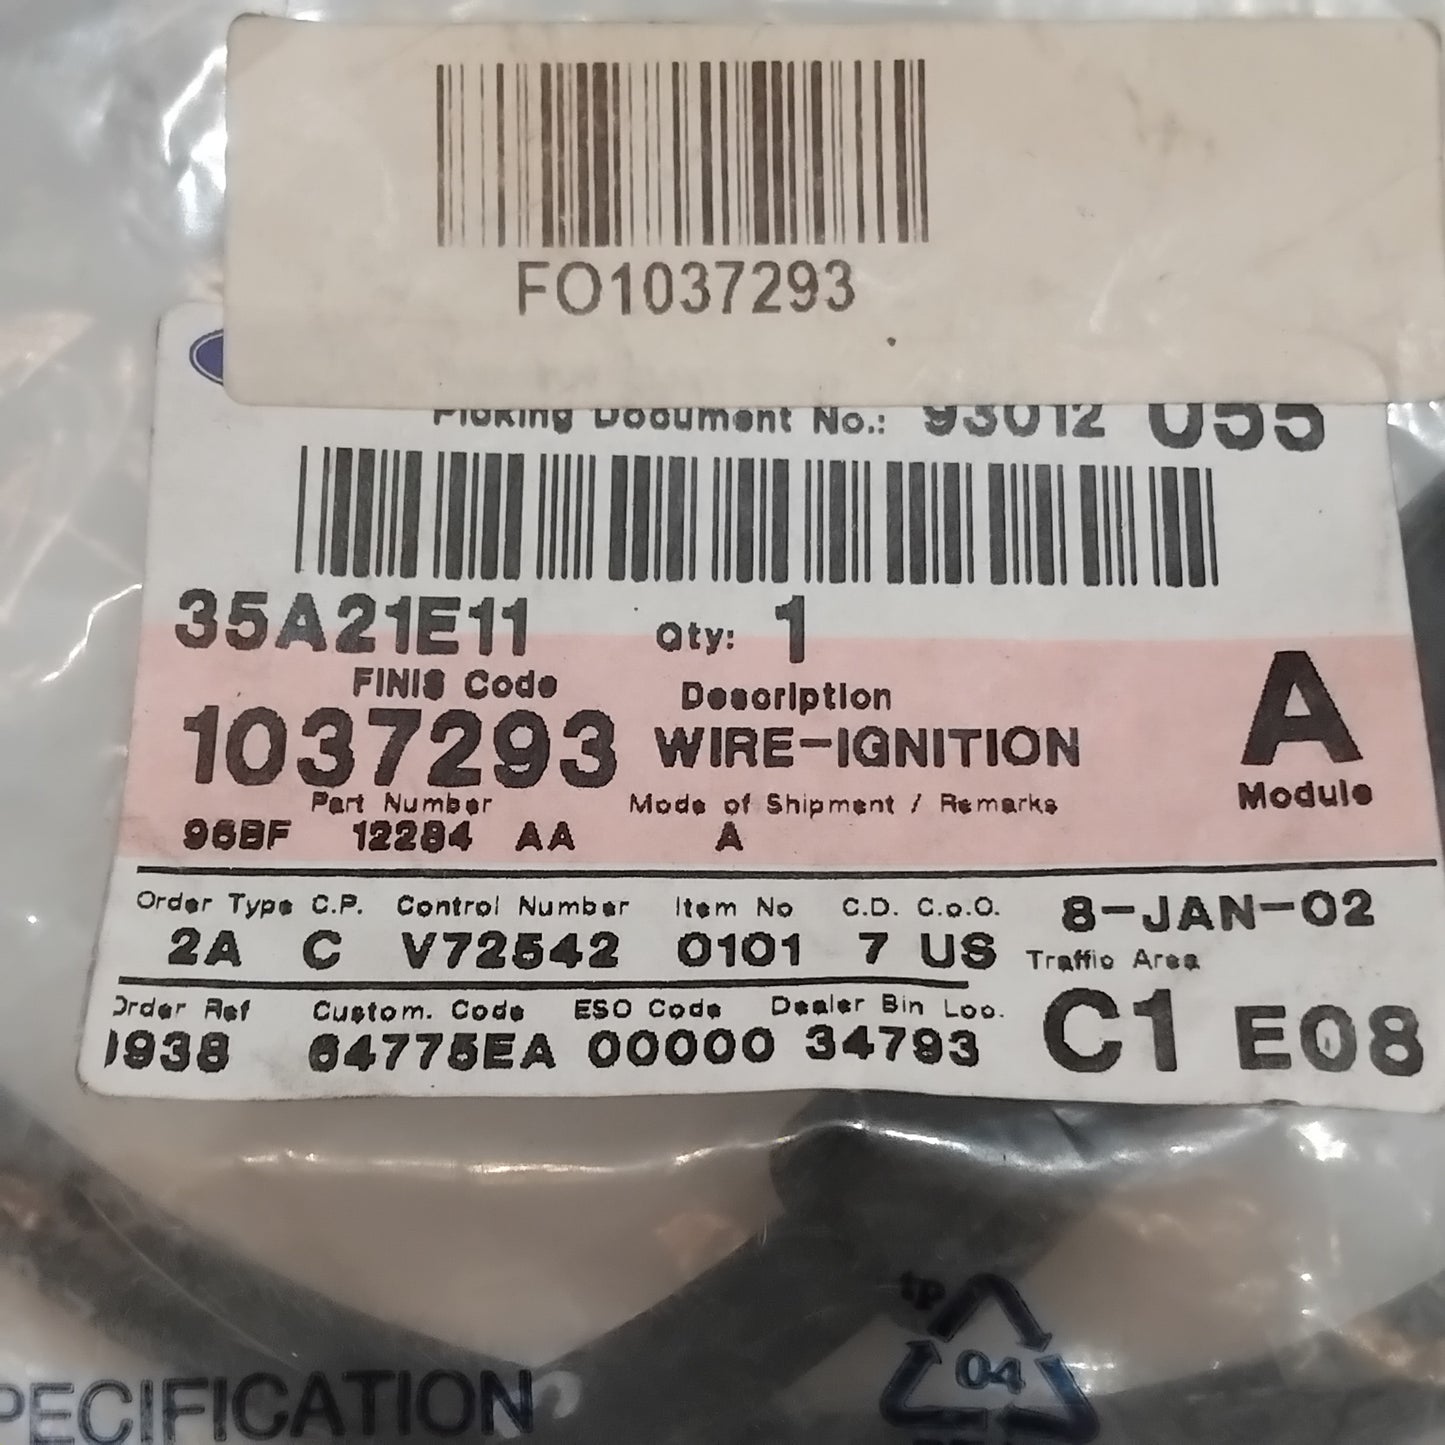 FO1037293
Picking Document No.: 93012 055
35A21E11 Qty: 1
FINIS Code Description
1037293 WIRE-IGNITION A
Module
Part Number Mode of Shipment / Remarks
96BF 12284 AA A
Order Type C.P. Control Number Item No C.D. C.o.O. 8-JAN-02
2A C V72542 0101 7 US Traffic Area
Order Ref Custom. Code ESO Code Dealer Bin Loc.
938 64775EA 00000 34793 C1 E08
04
PECIFICATION